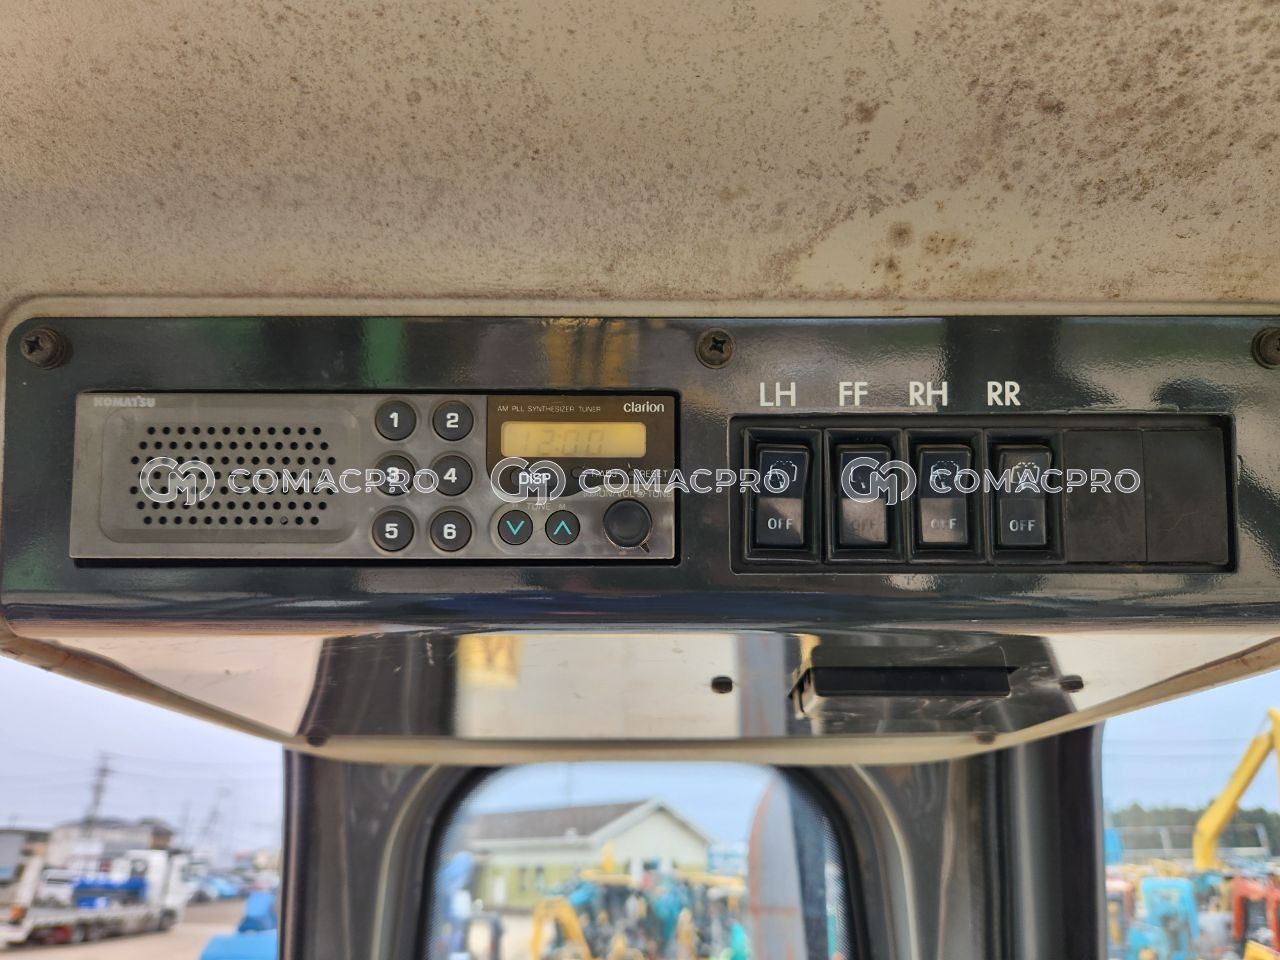 KOMATSU
AM PLL SYNTHESIZER TUNER
Clarion
12:00
1
2
3
4
5
6
DISP
RESET
TUNE
LH FF RH RR
OFF OFF OFF OFF
COMACPRO COMACPRO COMACPRO